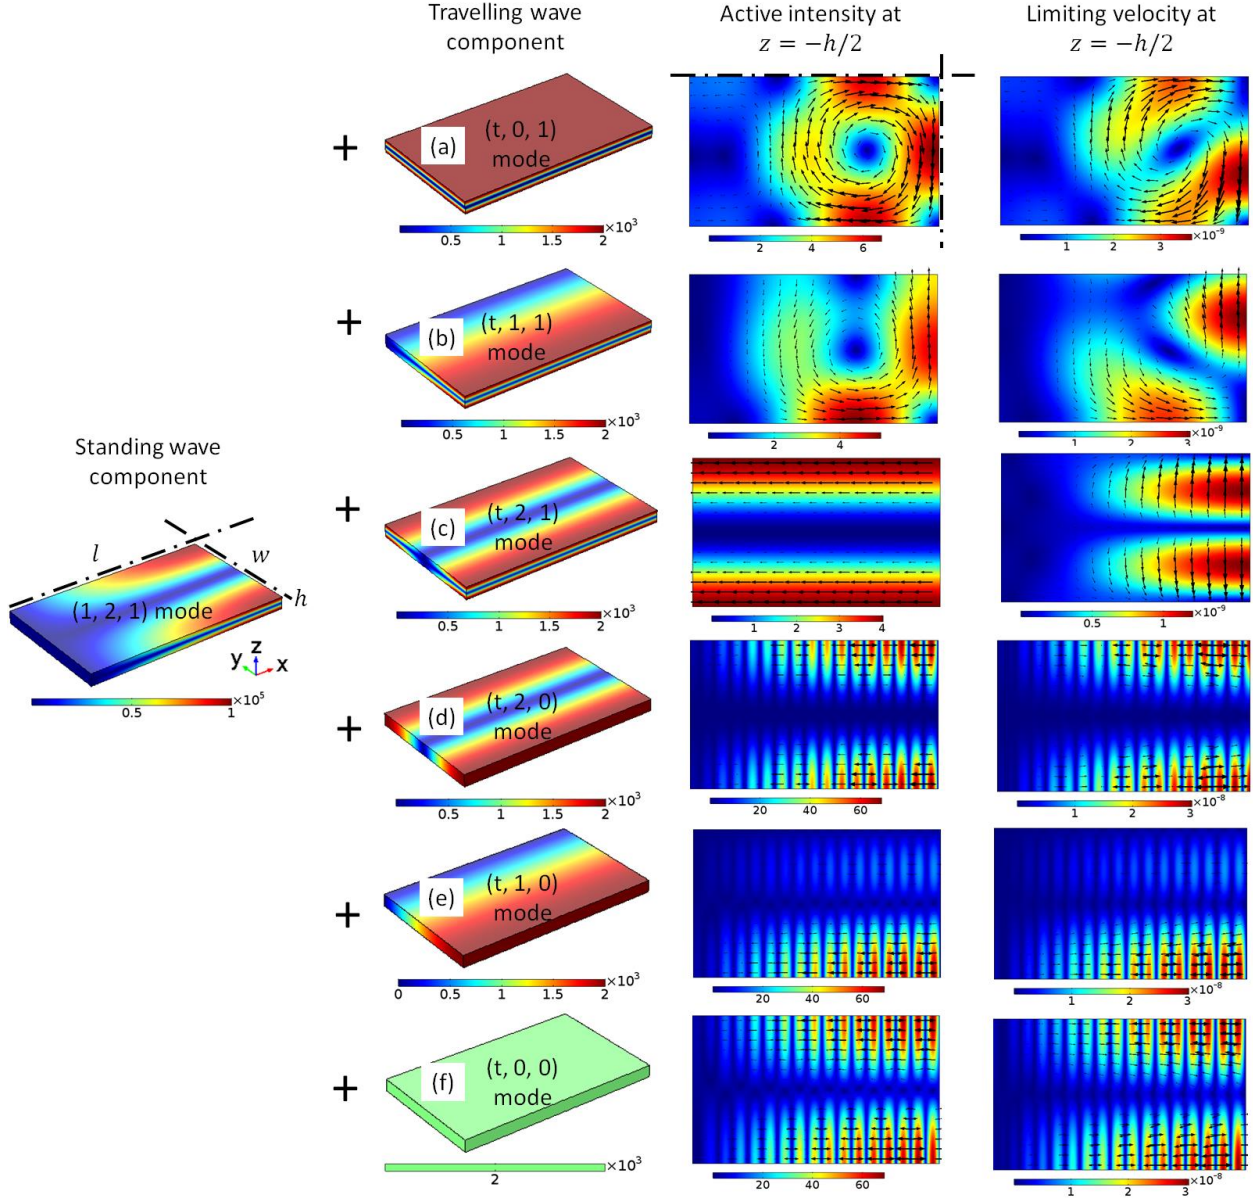 Travelling wave
component
Active intensity at
z = −h/2
Limiting velocity at
z = −h/2
+
(a)
(t, 0, 1)
mode
0.5 1 1.5 2 ×10³
2 4 6
1 2 3 ×10⁻⁹
+
(b)
(t, 1, 1)
mode
0.5 1 1.5 2 ×10³
2 4
1 2 3 ×10⁻⁹
Standing wave
component
l
w
h
(1, 2, 1) mode
y z x
0.5 1 ×10⁵
+
(c)
(t, 2, 1)
mode
0.5 1 1.5 2 ×10³
1 2 3 4
0.5 1 ×10⁻⁹
+
(d)
(t, 2, 0)
mode
0 0.5 1 1.5 2 ×10³
20 40 60
1 2 3 ×10⁻⁸
+
(e)
(t, 1, 0)
mode
0 0.5 1 1.5 2 ×10³
20 40 60
1 2 3 ×10⁻⁸
+
(f)
(t, 0, 0)
mode
2 ×10³
20 40 60
1 2 3 ×10⁻⁸